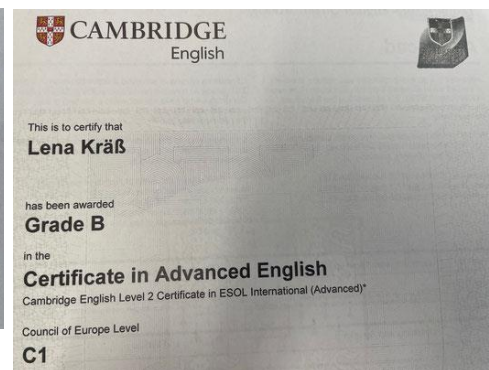 CAMBRIDGE
English
This is to certify that
Lena Kräß
has been awarded
Grade B
in the
Certificate in Advanced English
Cambridge English Level 2 Certificate in ESOL International (Advanced)*
Council of Europe Level
C1